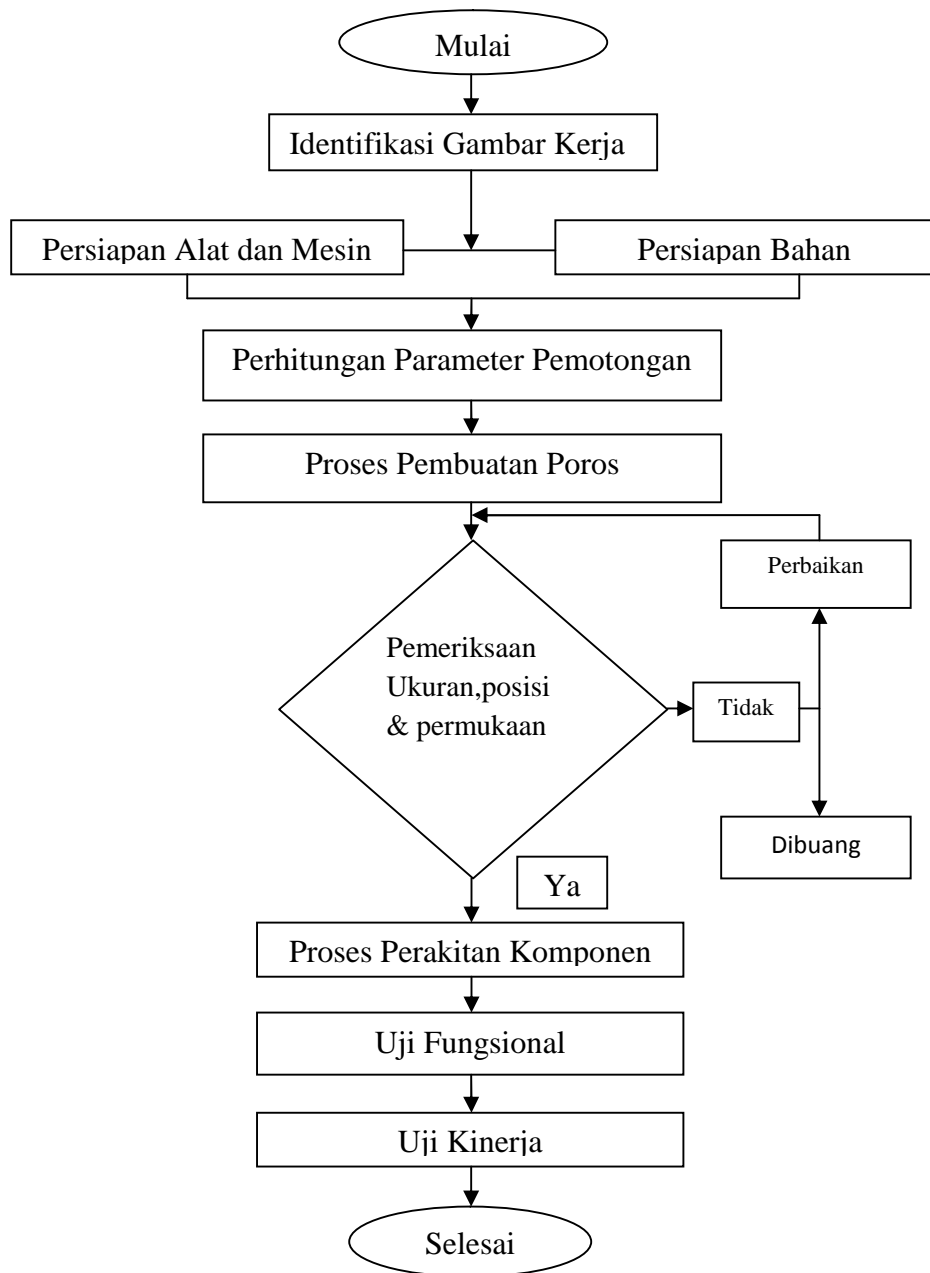 Mulai
Identifikasi Gambar Kerja
Persiapan Alat dan Mesin
Persiapan Bahan
Perhitungan Parameter Pemotongan
Proses Pembuatan Poros
Perbaikan
Pemeriksaan
Ukuran,posisi
& permukaan
Tidak
Dibuang
Ya
Proses Perakitan Komponen
Uji Fungsional
Uji Kinerja
Selesai